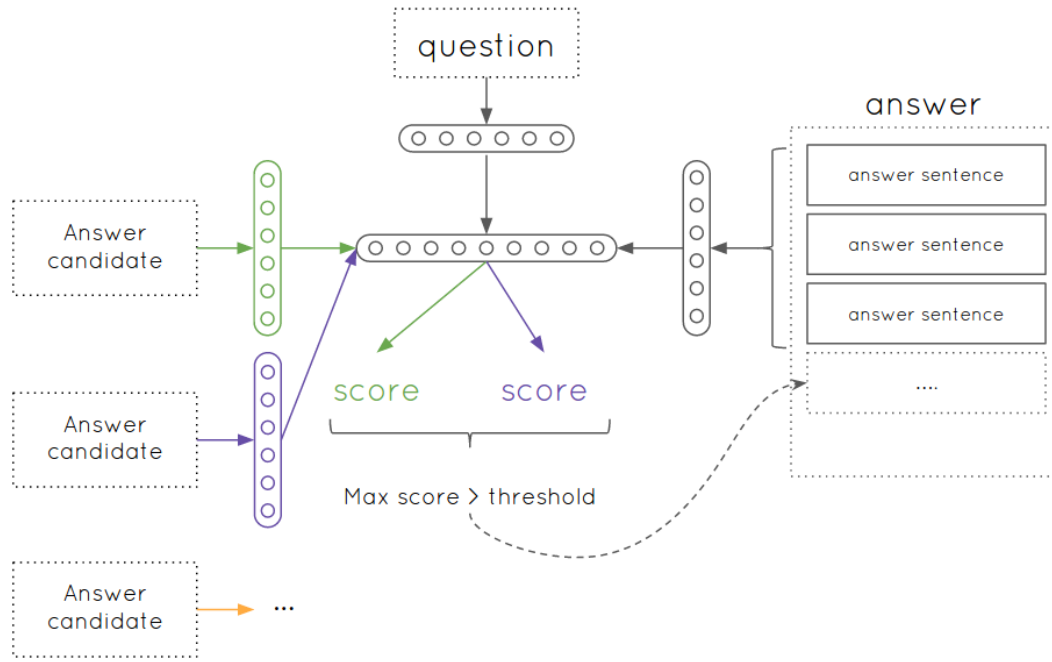 question
answer
answer sentence
answer sentence
answer sentence
....
Answer
candidate
Answer
candidate
Answer
candidate
...
score
score
Max score > threshold